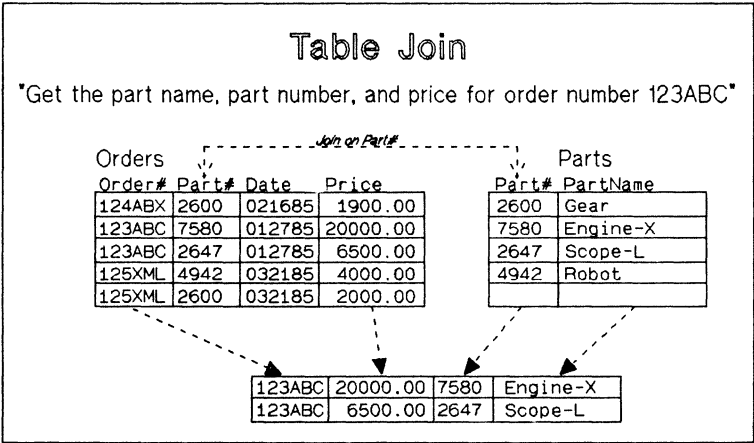 Table Join
"Get the part name, part number, and price for order number 123ABC"
Join on Part#
Orders Parts
Order# Part# Date Price Part# PartName
124ABX 2600 021685 1900.00 2600 Gear
123ABC 7580 012785 20000.00 7580 Engine-X
123ABC 2647 012785 6500.00 2647 Scope-L
125XML 4942 032185 4000.00 4942 Robot
125XML 2600 032185 2000.00
123ABC 20000.00 7580 Engine-X
123ABC 6500.00 2647 Scope-L